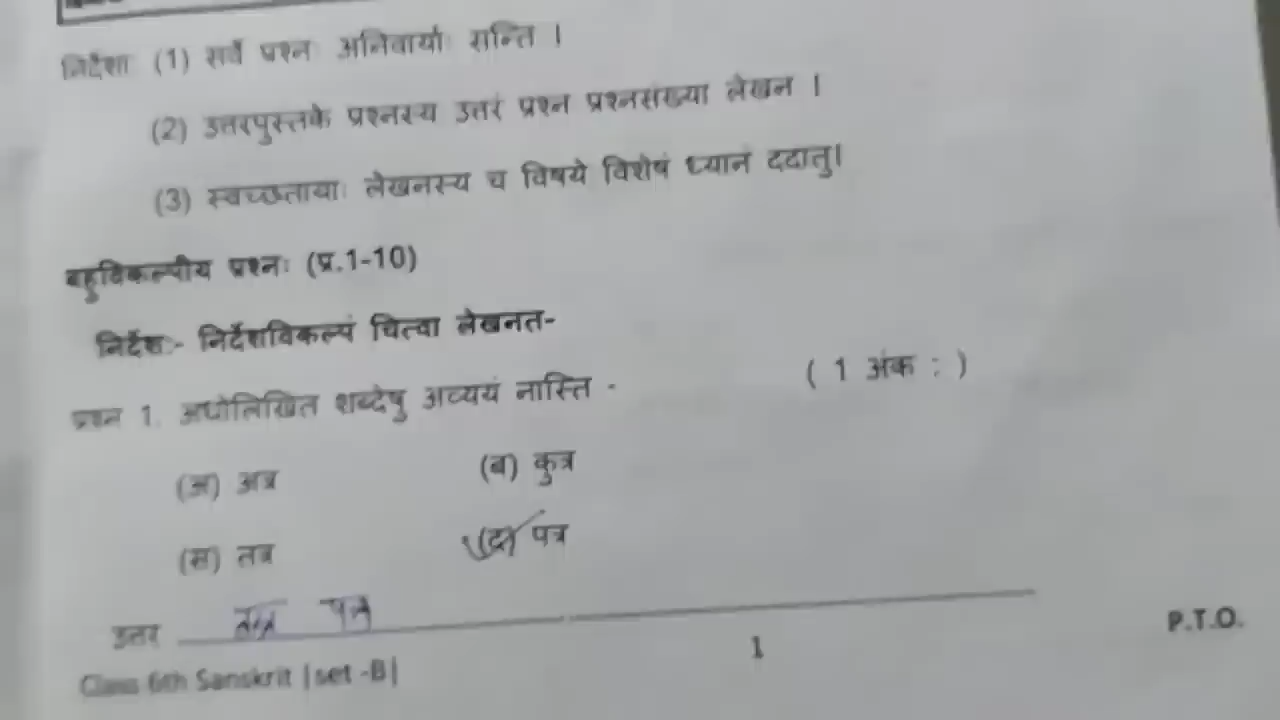 निर्देशाः (1) सर्वे प्रश्नः अनिवार्याः सन्ति ।
(2) उत्तरपुस्तके प्रश्नस्य उत्तरं प्रश्न प्रश्नसंख्या लेखन ।
(3) स्वच्छतायाः लेखनस्य च विषये विशेषं ध्यानं ददातु।
बहुविकल्पीय प्रश्नः (प्र.1-10)
निर्देशः- निर्देशविकल्पं चित्वा लेखनत-
प्रश्न 1. अधोलिखित शब्देषु अव्ययं नास्ति - ( 1 अंक : )
(अ) अत्र (ब) कुत्र
(स) तत्र (द) पत्र
उत्तर पत्र
Class 6th Sanskrit |set -B| 1 P.T.O.